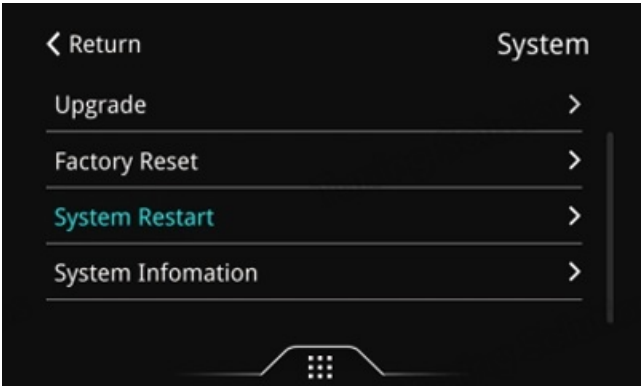 Return
System
Upgrade
Factory Reset
System Restart
System Infomation